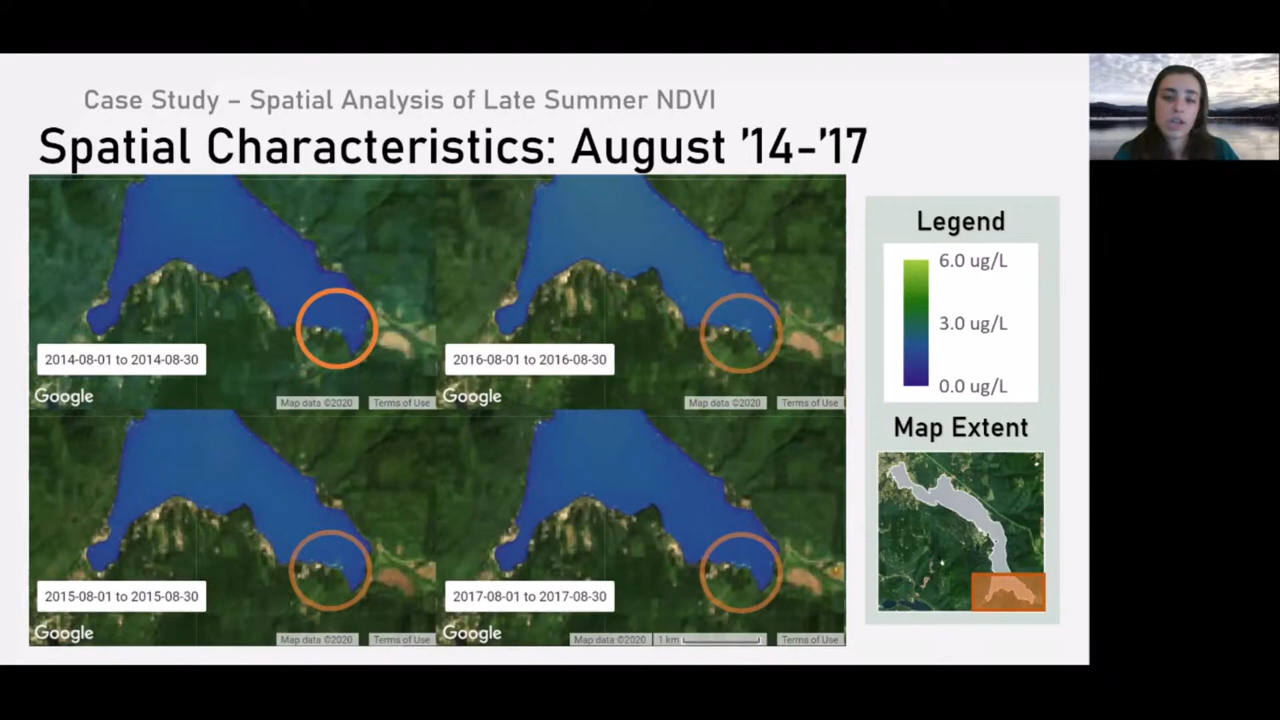 Case Study – Spatial Analysis of Late Summer NDVI
Spatial Characteristics: August '14-'17
2014-08-01 to 2014-08-30
Google
Map data ©2020
Terms of Use
2016-08-01 to 2016-08-30
Google
Map data ©2020
Terms of Use
2015-08-01 to 2015-08-30
Google
Map data ©2020
Terms of Use
2017-08-01 to 2017-08-30
Google
Map data ©2020
1 km
Terms of Use
Legend
6.0 ug/L
3.0 ug/L
0.0 ug/L
Map Extent